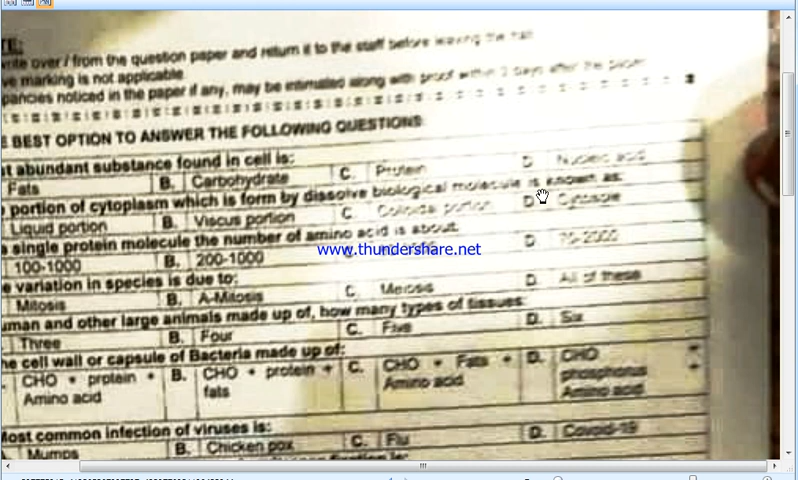 TE:
write over / from the question paper and return it to the staff before leaving the hall
ve marking is not applicable
pancies noticed in the paper if any, may be intimated along with proof within 3 days after the paper
E BEST OPTION TO ANSWER THE FOLLOWING QUESTIONS
t abundant substance found in cell is:
Fats B. Carbohydrate C. Protein D Nucleic acid
portion of cytoplasm which is form by dissolve biological molecule is known as:
Liquid portion B. Viscus portion C Colloidal portion D Cytosole
a single protein molecule the number of amino acid is about:
100-1000 B. 200-1000 D
www.thundershare.net
e variation in species is due to:
Mitosis B. A-Mitosis C. Meiosis D. All of these
uman and other large animals made up of, how many types of tissues:
Three B. Four C. Five D. Six
he cell wall or capsule of Bacteria made up of:
CHO + protein + Amino acid B. CHO + protein + fats C. CHO + Fats + Amino acid D. CHO + phosphorus + Amino acid
Most common infection of viruses is:
Mumps B. Chicken pox C. Flu D. Covoid-19